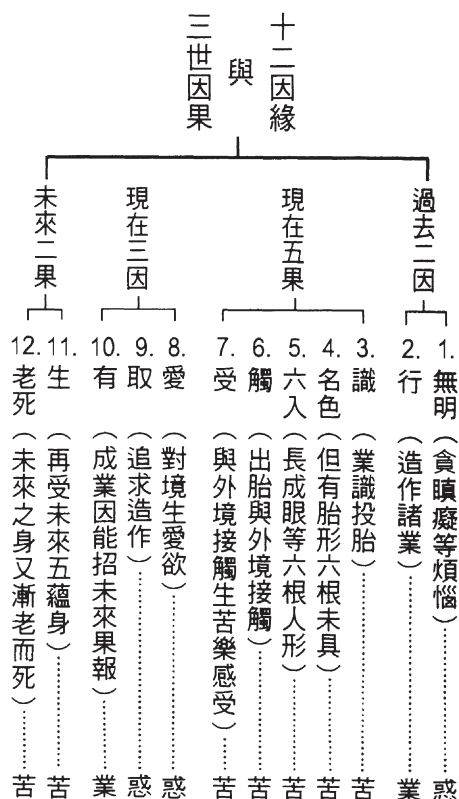 十二因緣
與
三世因果
過去二因
現在五果
現在三因
未來二果
1.無明(貪瞋癡等煩惱)……惑
2.行(造作諸業)……業
3.識(業識投胎)……苦
4.名色(但有胎形六根未具)……苦
5.六入(長成眼等六根人形)……苦
6.觸(出胎與外境接觸)……苦
7.受(與外境接觸生苦樂感受)……苦
8.愛(對境生愛欲)……惑
9.取(追求造作)……惑
10.有(成業因能招未來果報)……業
11.生(再受未來五蘊身)……苦
12.老死(未來之身又漸老而死)……苦